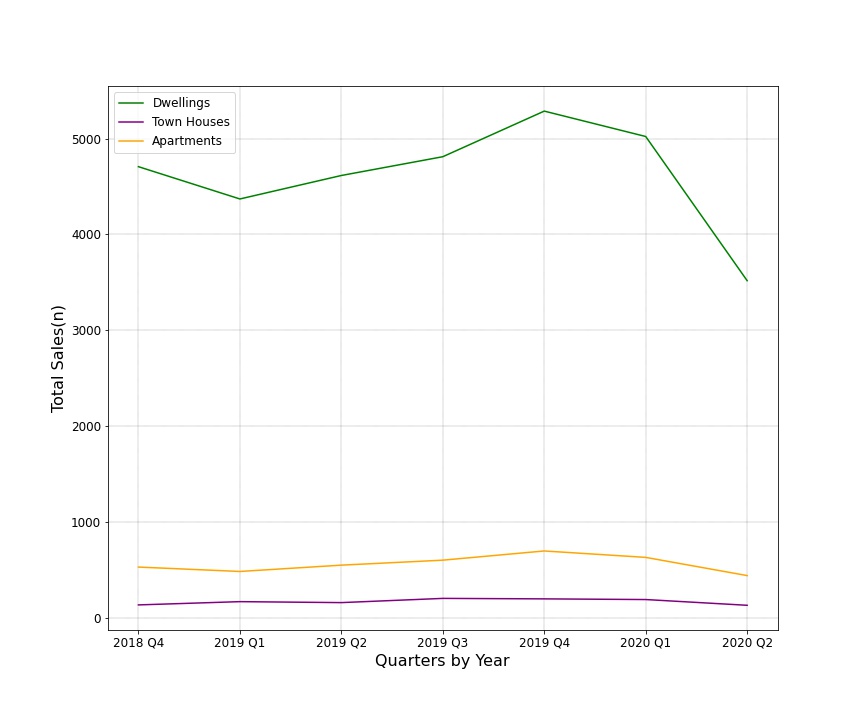 Dwellings
Town Houses
Apartments
5000
4000
3000
2000
1000
0
Total Sales(n)
2018 Q4 2019 Q1 2019 Q2 2019 Q3 2019 Q4 2020 Q1 2020 Q2
Quarters by Year